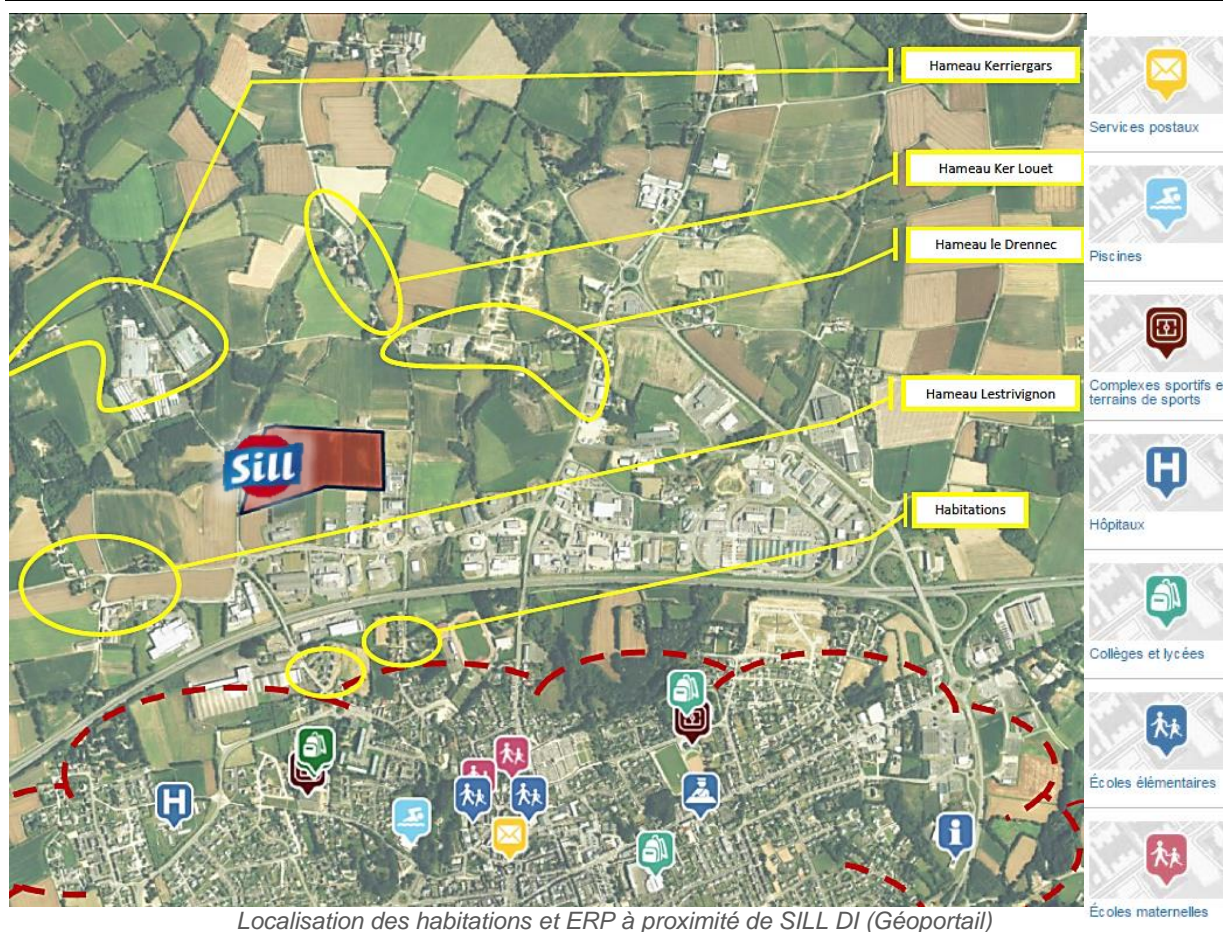 Hameau Kerriergars
Hameau Ker Louet
Hameau le Drennec
Hameau Lestrivignon
Habitations
Sill
H
i
Services postaux
Piscines
Complexes sportifs e
terrains de sports
H
Hôpitaux
Collèges et lycées
Écoles élémentaires
Écoles maternelles
Localisation des habitations et ERP à proximité de SILL DI (Géoportail)